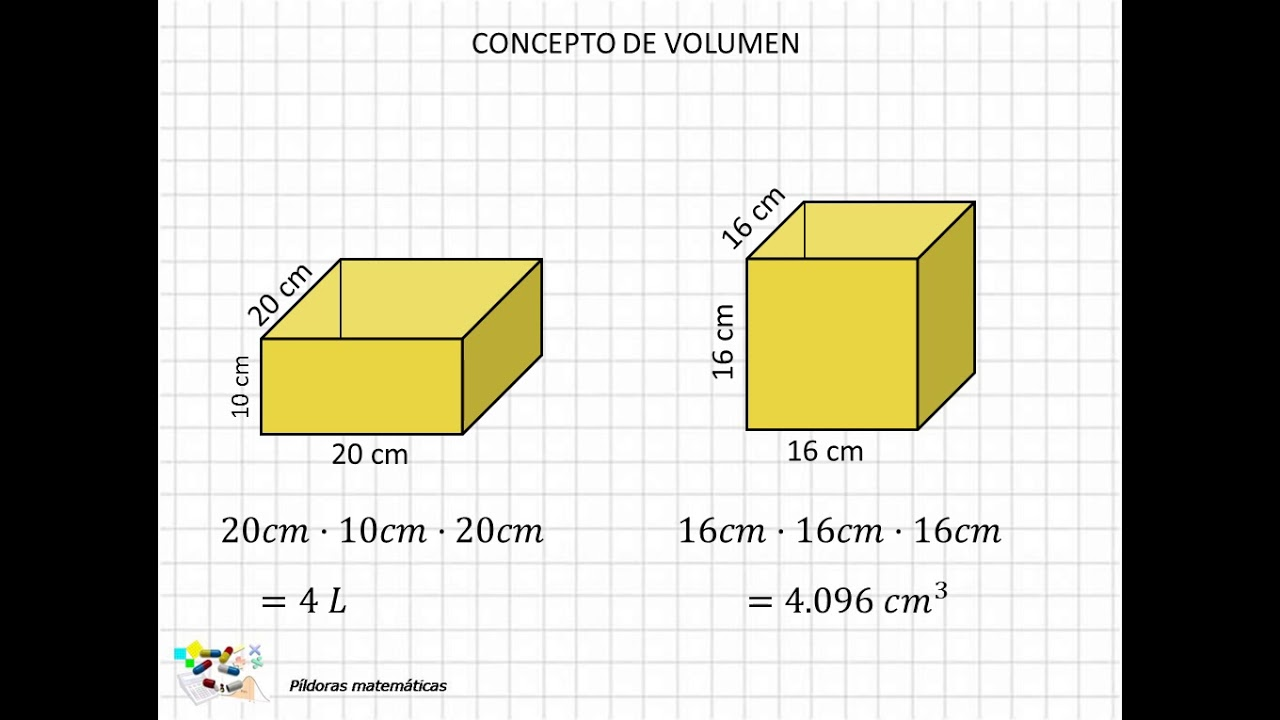 CONCEPTO DE VOLUMEN
20 cm
10 cm
20 cm
16 cm
16 cm
16 cm
20cm · 10cm · 20cm
= 4 L
16cm · 16cm · 16cm
= 4.096 cm³
Píldoras matemáticas